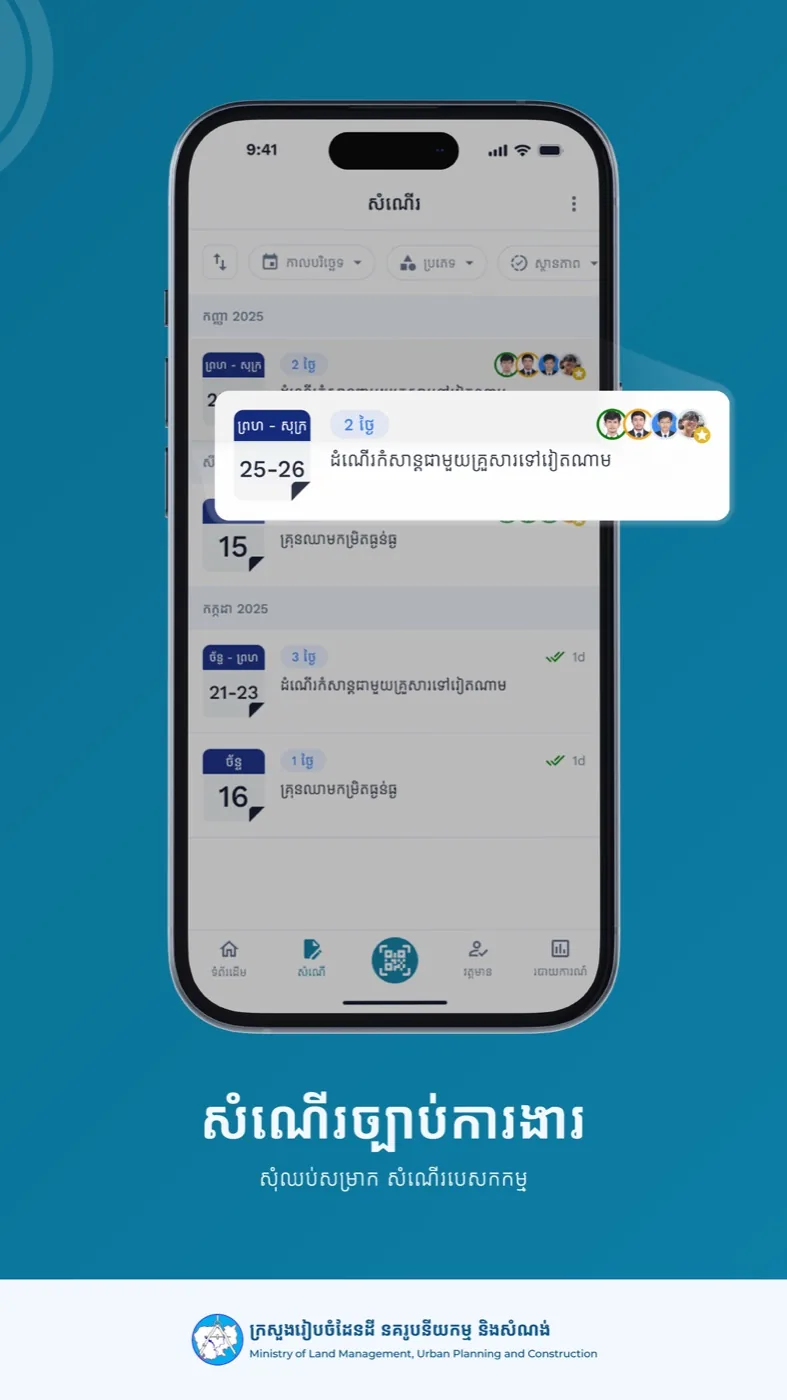 9:41
សំណើរ
កាលបរិច្ឆេទ
ប្រភេទ
ស្ថានភាព
កញ្ញា 2025
ព្រហ - សុក្រ
2 ថ្ងៃ
ព្រហ - សុក្រ
2 ថ្ងៃ
25-26
ដំណើរកំសាន្តជាមួយគ្រួសារទៅវៀតណាម
15
គ្រុនឈាមកម្រិតធ្ងន់ធ្ងរ
កក្កដា 2025
ច័ន្ទ - ព្រហ
3 ថ្ងៃ
1d
21-23
ដំណើរកំសាន្តជាមួយគ្រួសារទៅវៀតណាម
ច័ន្ទ
1 ថ្ងៃ
1d
16
គ្រុនឈាមកម្រិតធ្ងន់ធ្ងរ
ទំព័រដើម
សំណើ
វត្តមាន
របាយការណ៍
សំណើរច្បាប់ការងារ
សុំឈប់សម្រាក សំណើរបេសកកម្ម
ក្រសួងរៀបចំដែនដី នគរូបនីយកម្ម និងសំណង់
Ministry of Land Management, Urban Planning and Construction